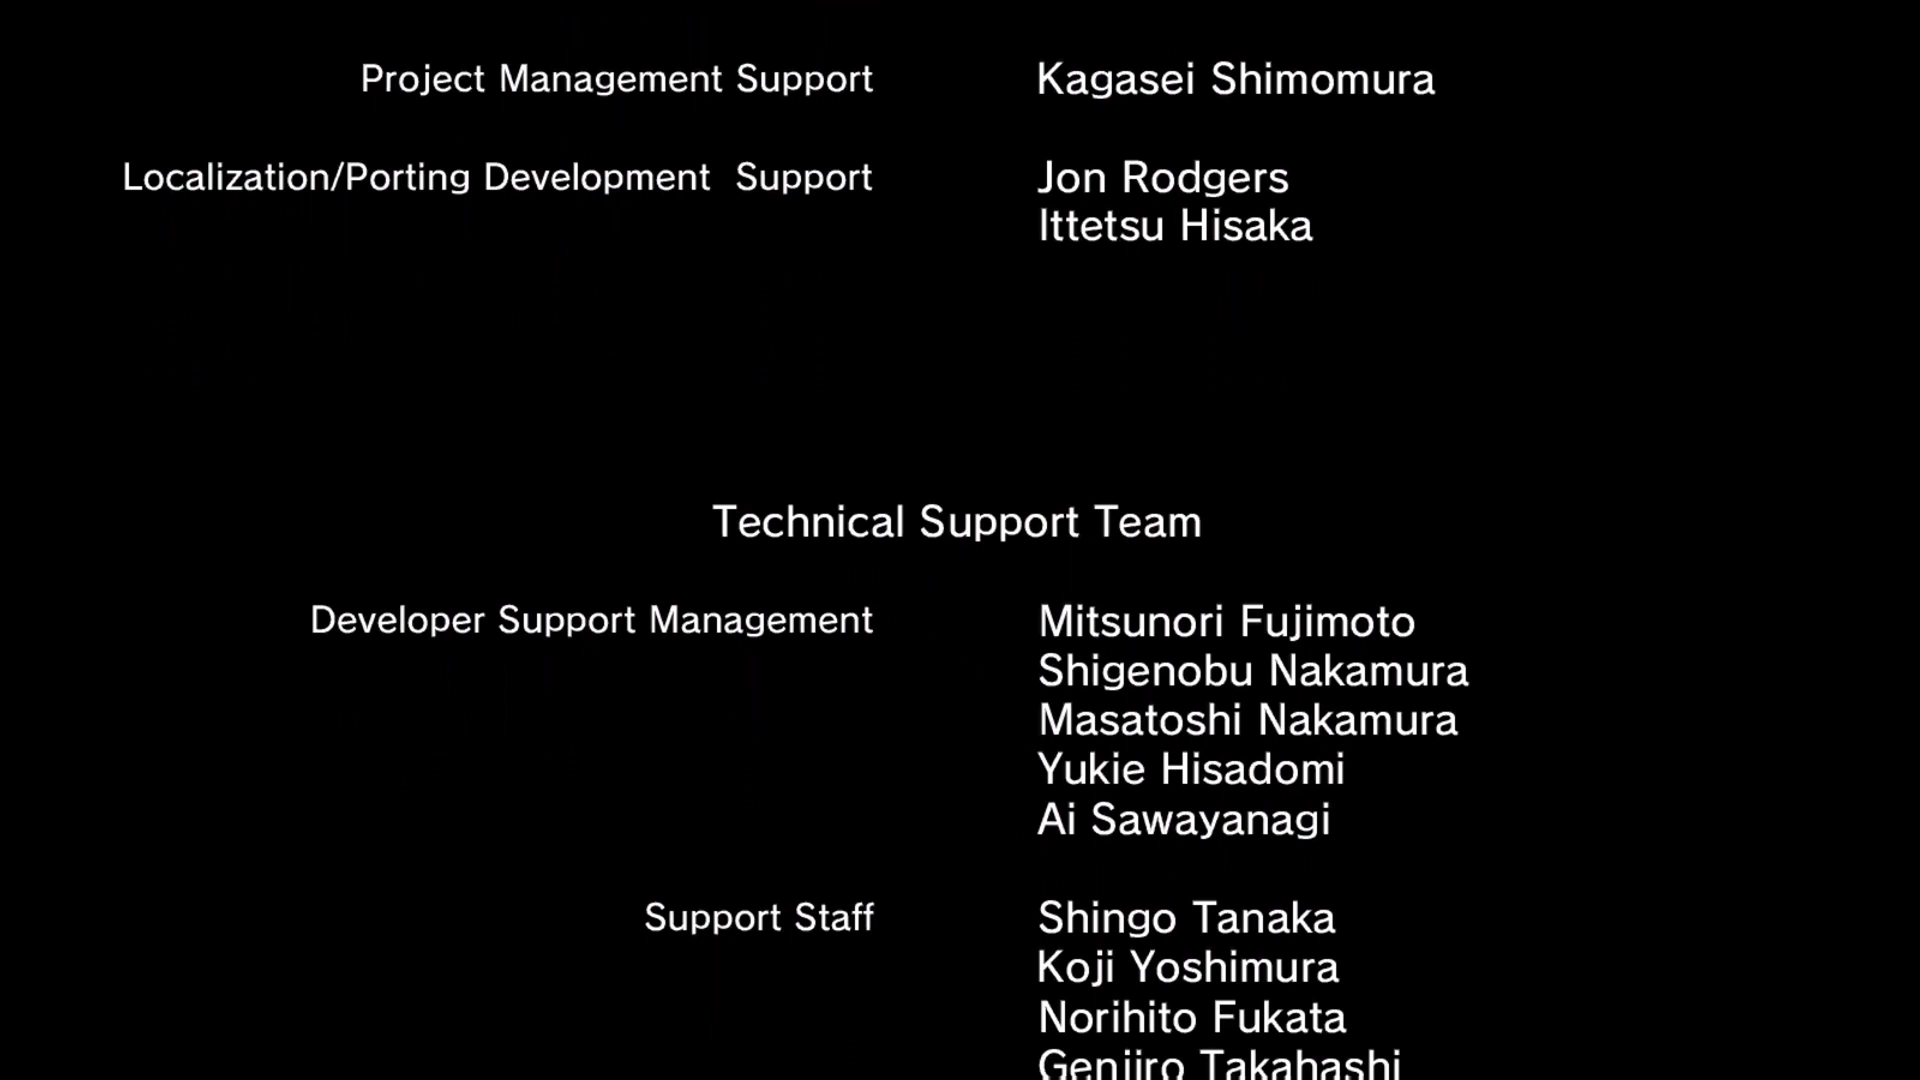 Project Management Support Kagasei Shimomura
Localization/Porting Development  Support Jon Rodgers
Ittetsu Hisaka
Technical Support Team
Developer Support Management Mitsunori Fujimoto
Shigenobu Nakamura
Masatoshi Nakamura
Yukie Hisadomi
Ai Sawayanagi
Support Staff Shingo Tanaka
Koji Yoshimura
Norihito Fukata
Genjiro Takahashi